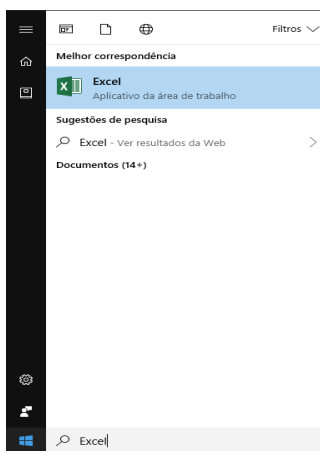 Filtros
Melhor correspondência
Excel
Aplicativo da área de trabalho
Sugestões de pesquisa
Excel - Ver resultados da Web
Documentos (14+)
Excel